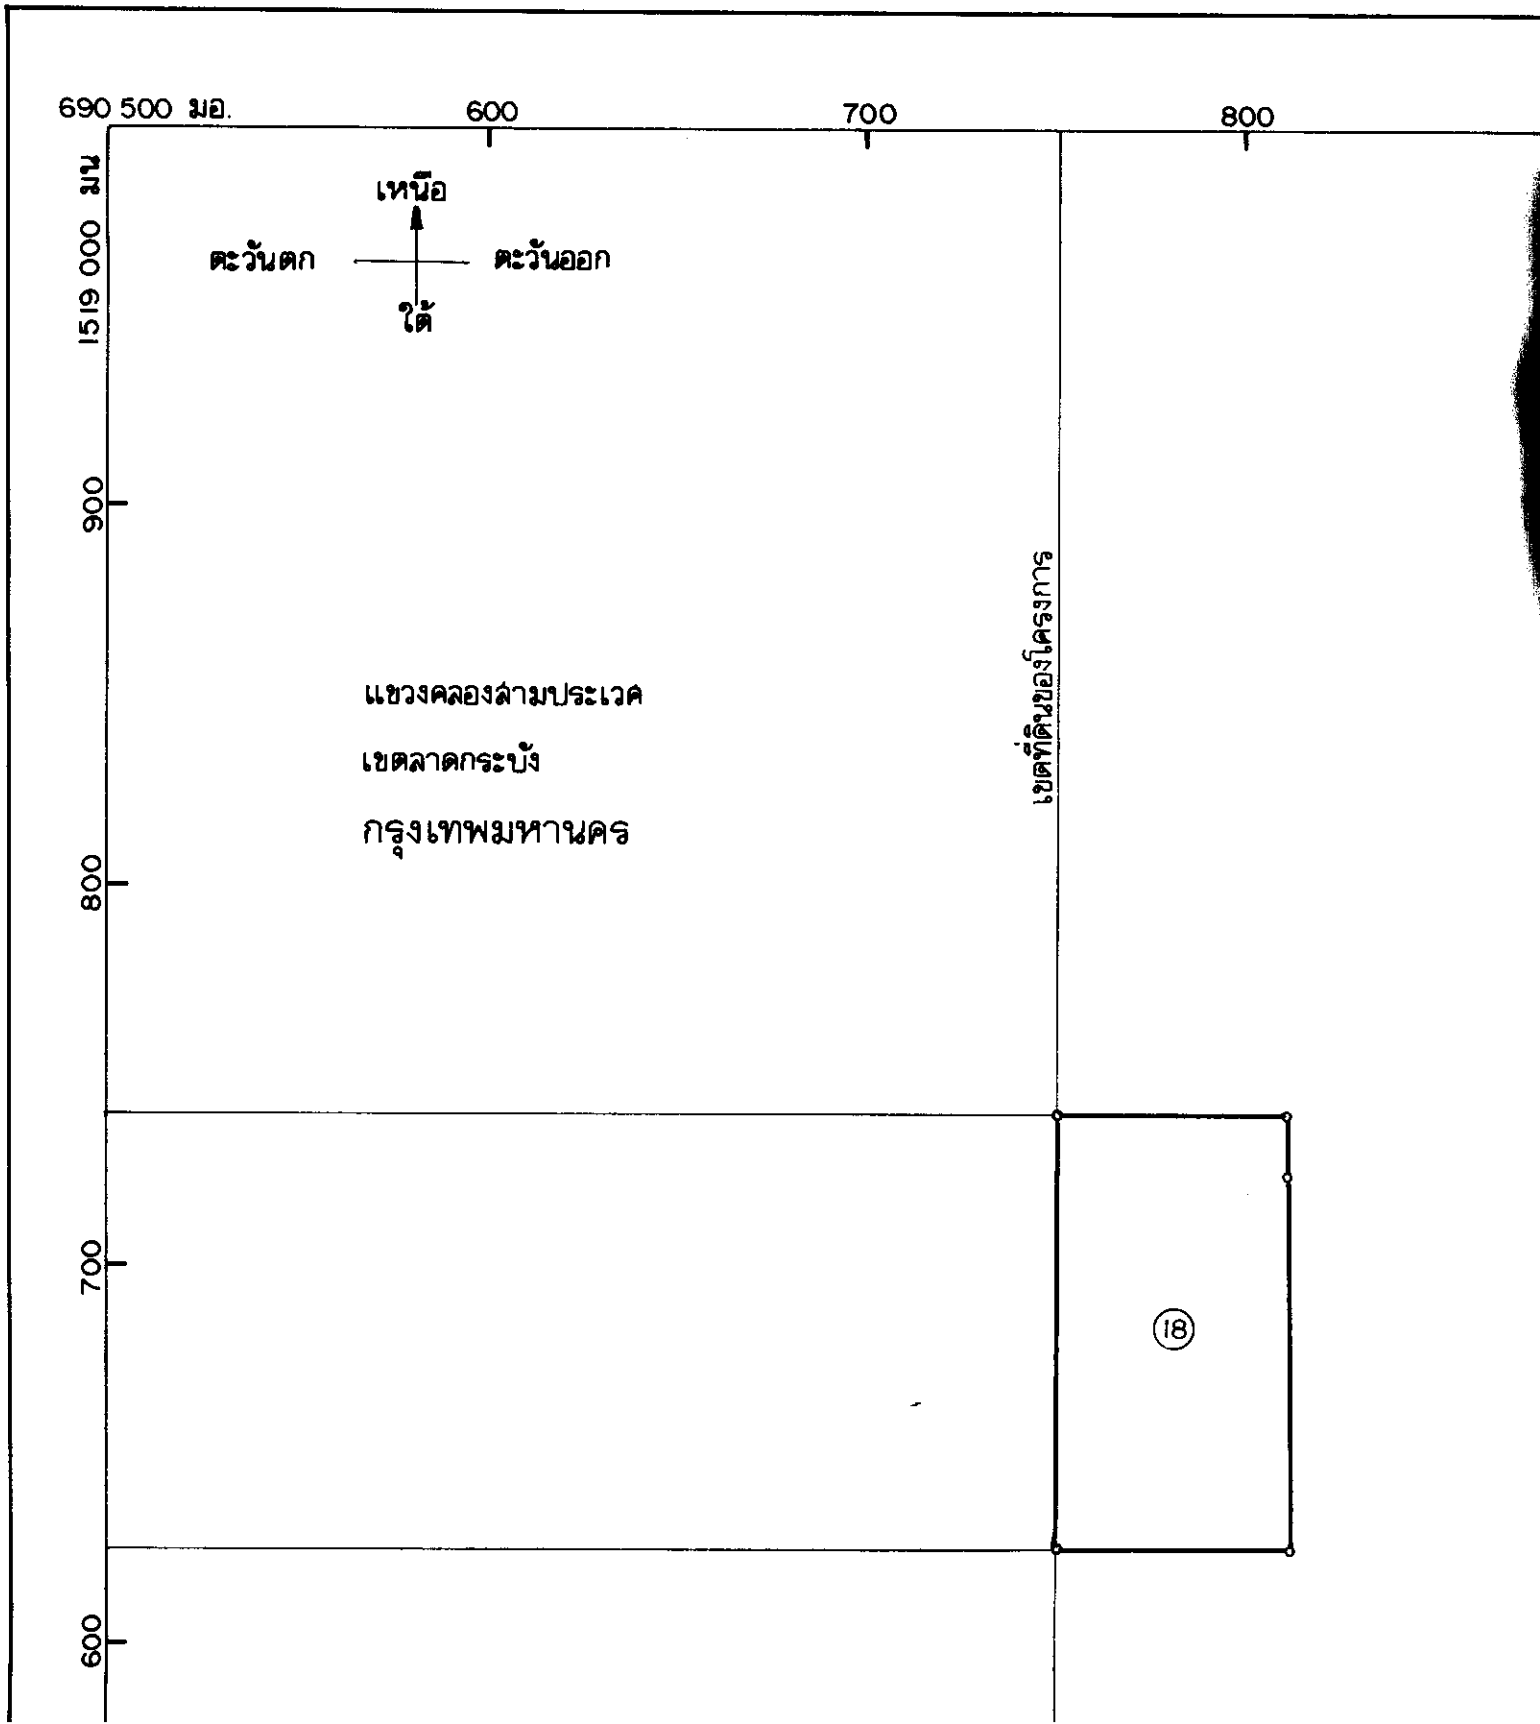 690 500 มอ.
600
700
800
1519 000 มน
เหนือ
ตะวันตก
ตะวันออก
ใต้
900
เขตที่ดินของโครงการ
แขวงคลองสามประเวศ
เขตลาดกระบัง
กรุงเทพมหานคร
800
700
18
600